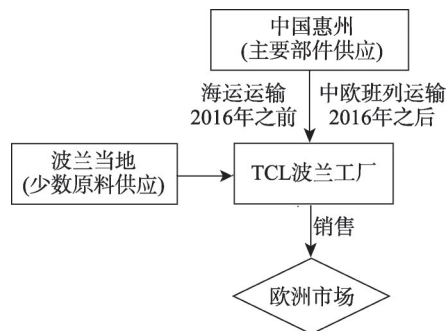 中国惠州
(主要部件供应)
海运运输
2016年之前
中欧班列运输
2016年之后
波兰当地
(少数原料供应)
TCL波兰工厂
销售
欧洲市场